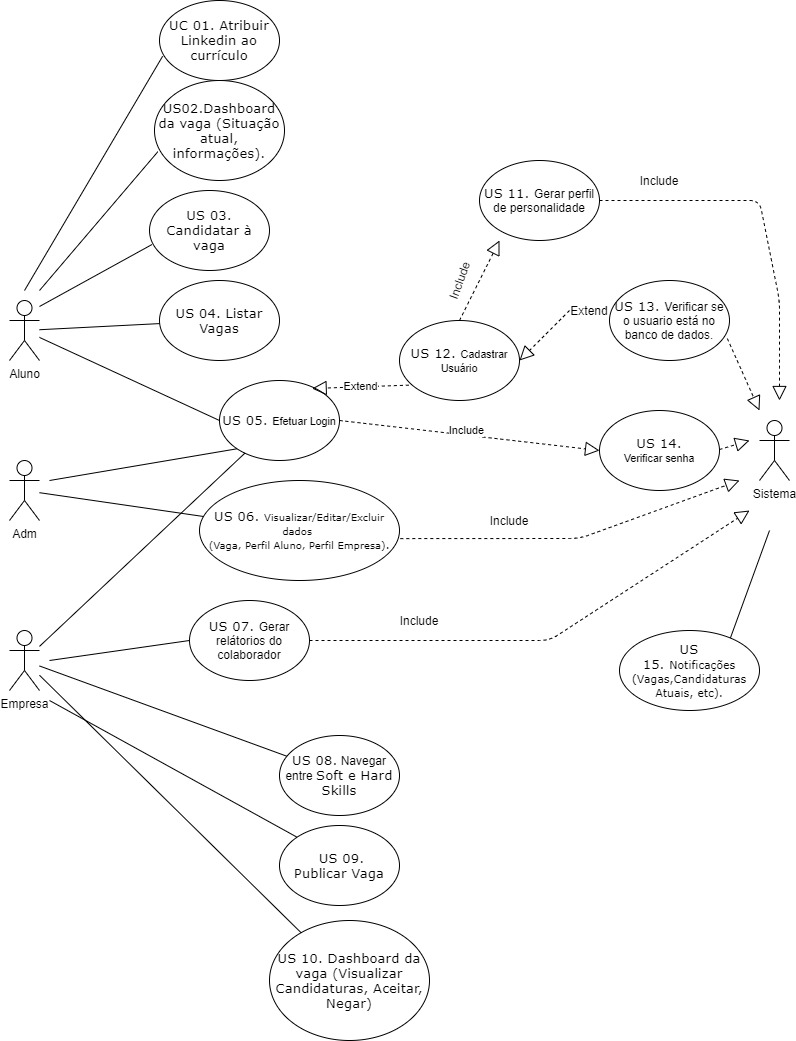 UC 01. Atribuir
Linkedin ao
currículo
US02.Dashboard
da vaga (Situação
atual,
informações).
US 03.
Candidatar à
vaga
US 04. Listar
Vagas
Aluno
US 05. Efetuar Login
Extend
Include
US 11. Gerar perfil
de personalidade
Include
Include
US 12. Cadastrar
Usuário
Extend
US 13. Verificar se
o usuario está no
banco de dados.
US 14.
Verificar senha
Sistema
Adm
US 06. Visualizar/Editar/Excluir
dados
(Vaga, Perfil Aluno, Perfil Empresa).
Include
US 07. Gerar
relátorios do
colaborador
Include
Empresa
US
15. Notificações
(Vagas,Candidaturas
Atuais, etc).
US 08. Navegar
entre Soft e Hard
Skills
US 09.
Publicar Vaga
US 10. Dashboard da
vaga (Visualizar
Candidaturas, Aceitar,
Negar)